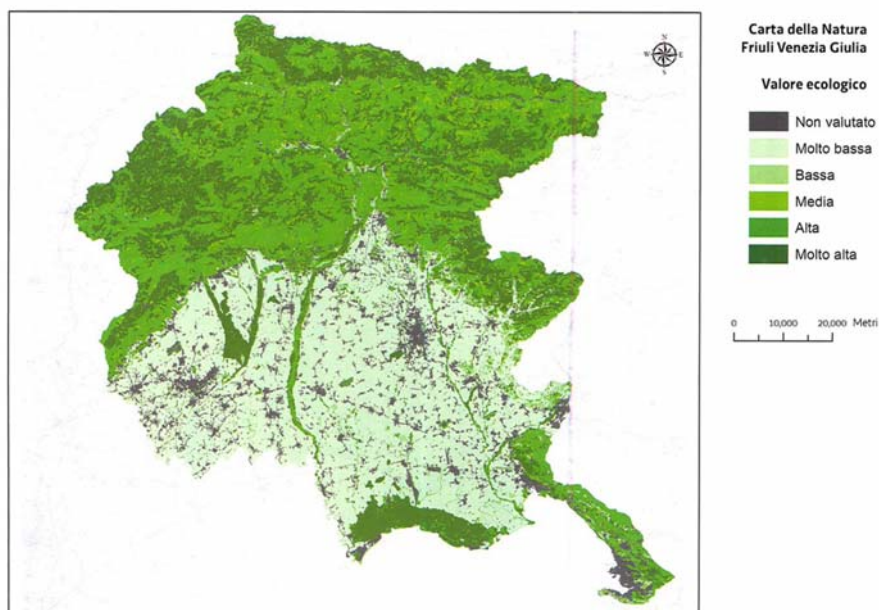 Carta della Natura
Friuli Venezia Giulia
Valore ecologico
Non valutato
Molto bassa
Bassa
Media
Alta
Molto alta
0 10,000 20,000 Metri
N
W E
S